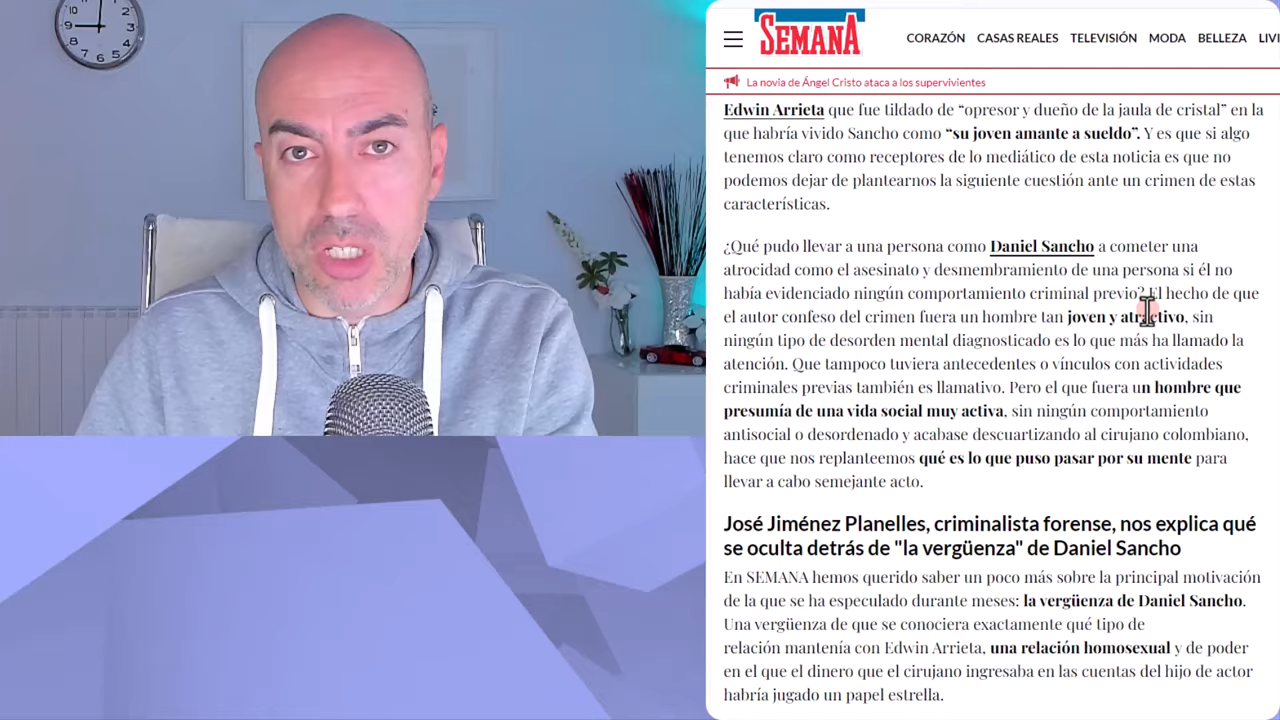 SEMANA
CORAZÓN CASAS REALES TELEVISIÓN MODA BELLEZA LIVI
La novia de Ángel Cristo ataca a los supervivientes
Edwin Arrieta que fue tildado de “opresor y dueño de la jaula de cristal” en la
que habría vivido Sancho como “su joven amante a sueldo”. Y es que si algo
tenemos claro como receptores de lo mediático de esta noticia es que no
podemos dejar de plantearnos la siguiente cuestión ante un crimen de estas
características.
¿Qué pudo llevar a una persona como Daniel Sancho a cometer una
atrocidad como el asesinato y desmembramiento de una persona si él no
había evidenciado ningún comportamiento criminal previo? El hecho de que
el autor confeso del crimen fuera un hombre tan joven y atractivo, sin
ningún tipo de desorden mental diagnosticado es lo que más ha llamado la
atención. Que tampoco tuviera antecedentes o vínculos con actividades
criminales previas también es llamativo. Pero el que fuera un hombre que
presumía de una vida social muy activa, sin ningún comportamiento
antisocial o desordenado y acabase descuartizando al cirujano colombiano,
hace que nos replanteemos qué es lo que puso pasar por su mente para
llevar a cabo semejante acto.
José Jiménez Planelles, criminalista forense, nos explica qué
se oculta detrás de "la vergüenza" de Daniel Sancho
En SEMANA hemos querido saber un poco más sobre la principal motivación
de la que se ha especulado durante meses: la vergüenza de Daniel Sancho.
Una vergüenza de que se conociera exactamente qué tipo de
relación mantenía con Edwin Arrieta, una relación homosexual y de poder
en el que el dinero que el cirujano ingresaba en las cuentas del hijo de actor
habría jugado un papel estrella.